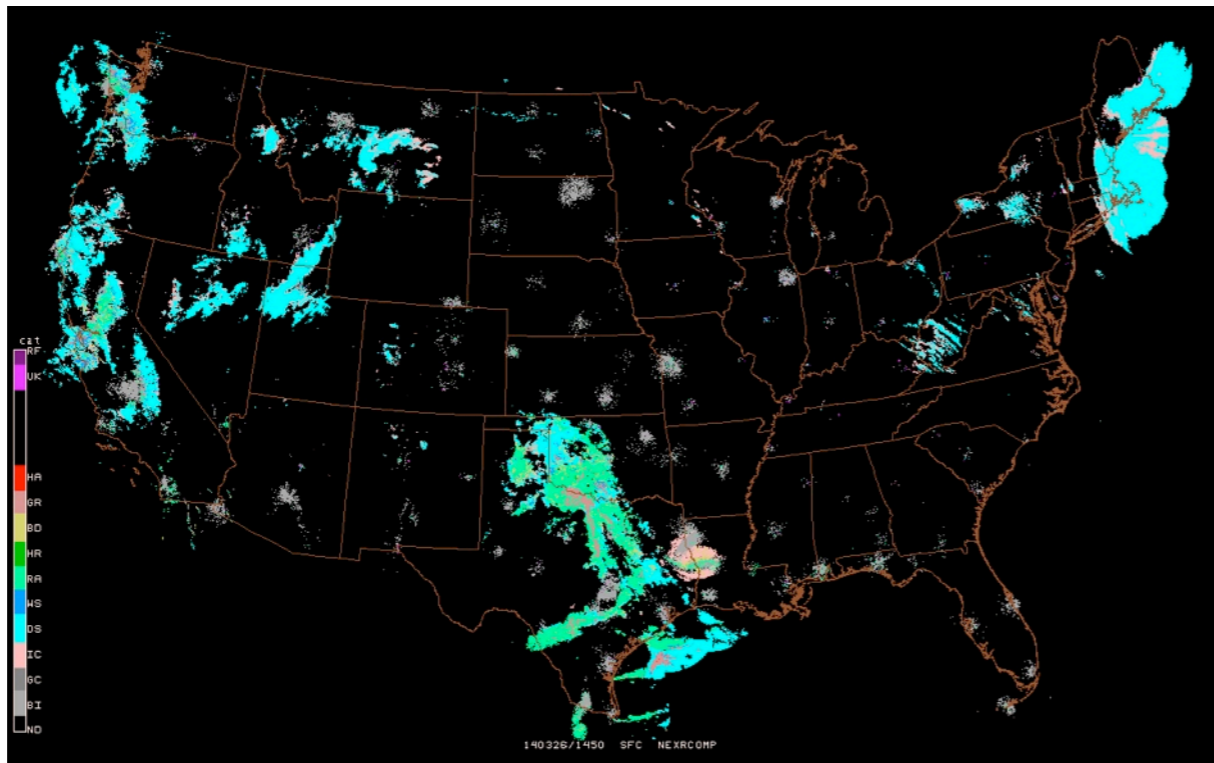 cat
RF
UK
HA
GR
BD
HR
RA
WS
DS
IC
GC
BI
ND
140326/1450 SFC NEXRCOMP